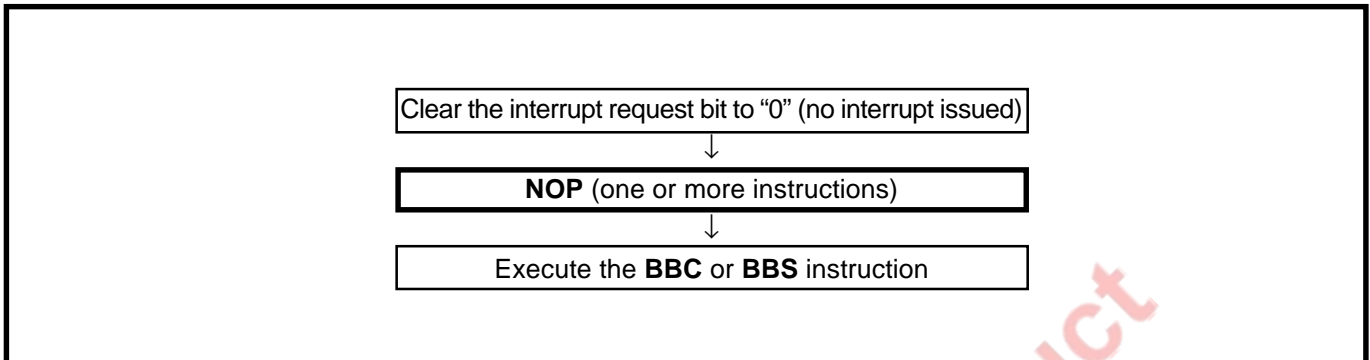 Clear the interrupt request bit to “0” (no interrupt issued)
↓
NOP (one or more instructions)
↓
Execute the BBC or BBS instruction
uct